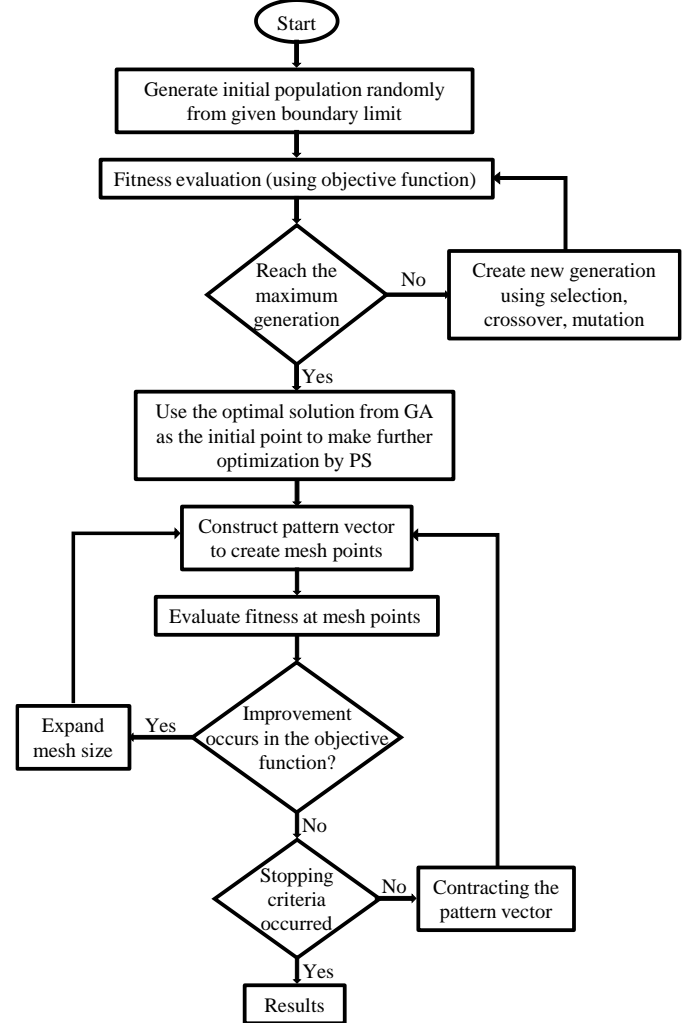 Start
Generate initial population randomly
from given boundary limit
Fitness evaluation (using objective function)
Reach the
maximum
generation
No
Create new generation
using selection,
crossover, mutation
Yes
Use the optimal solution from GA
as the initial point to make further
optimization by PS
Construct pattern vector
to create mesh points
Evaluate fitness at mesh points
Improvement
occurs in the objective
function?
Yes
Expand
mesh size
No
Stopping
criteria
occurred
No
Contracting the
pattern vector
Yes
Results